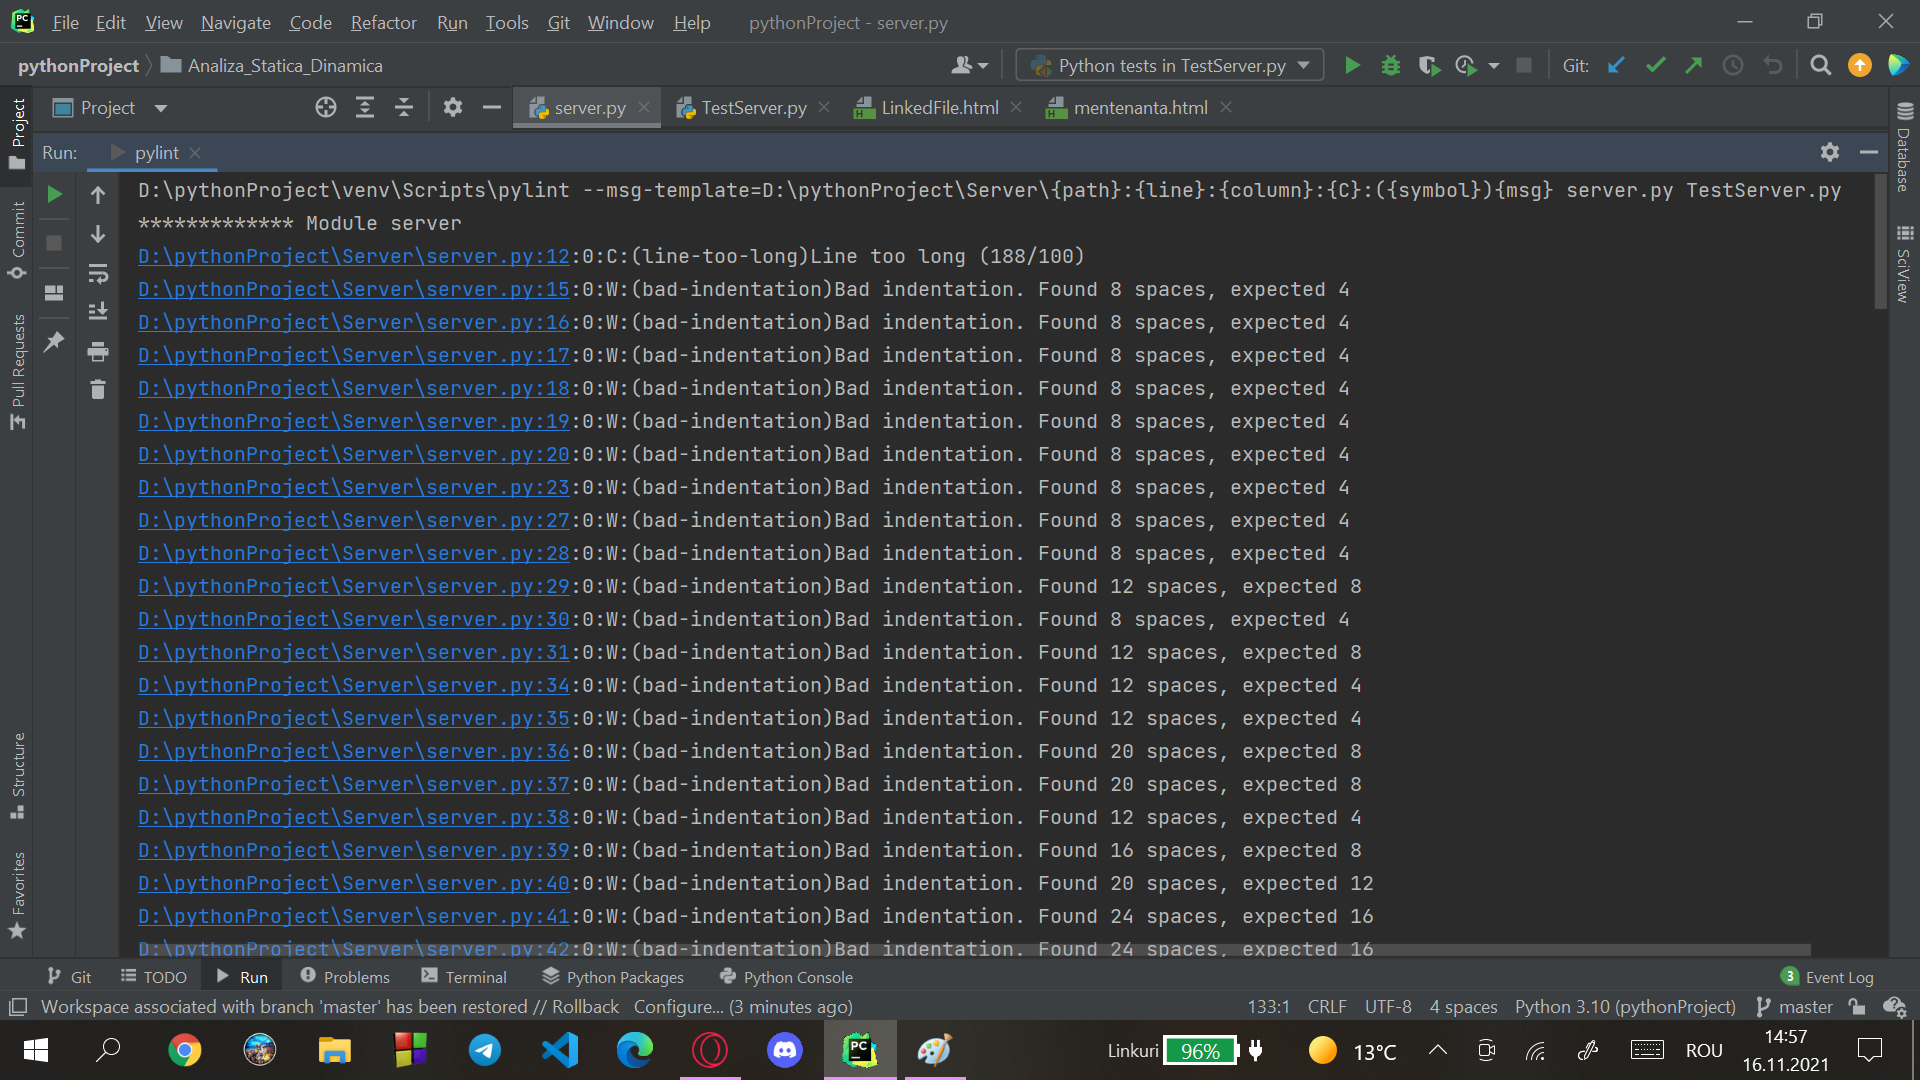 PC File Edit View Navigate Code Refactor Run Tools Git Window Help pythonProject - server.py
pythonProject Analiza_Statica_Dinamica Python tests in TestServer.py Git:
Project server.py TestServer.py LinkedFile.html mentenanta.html
Run: pylint
D:\pythonProject\venv\Scripts\pylint --msg-template=D:\pythonProject\Server\{path}:{line}:{column}:{C}:({symbol}){msg} server.py TestServer.py
************* Module server
D:\pythonProject\Server\server.py:12:0:C:(line-too-long)Line too long (188/100)
D:\pythonProject\Server\server.py:15:0:W:(bad-indentation)Bad indentation. Found 8 spaces, expected 4
D:\pythonProject\Server\server.py:16:0:W:(bad-indentation)Bad indentation. Found 8 spaces, expected 4
D:\pythonProject\Server\server.py:17:0:W:(bad-indentation)Bad indentation. Found 8 spaces, expected 4
D:\pythonProject\Server\server.py:18:0:W:(bad-indentation)Bad indentation. Found 8 spaces, expected 4
D:\pythonProject\Server\server.py:19:0:W:(bad-indentation)Bad indentation. Found 8 spaces, expected 4
D:\pythonProject\Server\server.py:20:0:W:(bad-indentation)Bad indentation. Found 8 spaces, expected 4
D:\pythonProject\Server\server.py:23:0:W:(bad-indentation)Bad indentation. Found 8 spaces, expected 4
D:\pythonProject\Server\server.py:27:0:W:(bad-indentation)Bad indentation. Found 8 spaces, expected 4
D:\pythonProject\Server\server.py:28:0:W:(bad-indentation)Bad indentation. Found 8 spaces, expected 4
D:\pythonProject\Server\server.py:29:0:W:(bad-indentation)Bad indentation. Found 12 spaces, expected 8
D:\pythonProject\Server\server.py:30:0:W:(bad-indentation)Bad indentation. Found 8 spaces, expected 4
D:\pythonProject\Server\server.py:31:0:W:(bad-indentation)Bad indentation. Found 12 spaces, expected 8
D:\pythonProject\Server\server.py:34:0:W:(bad-indentation)Bad indentation. Found 12 spaces, expected 4
D:\pythonProject\Server\server.py:35:0:W:(bad-indentation)Bad indentation. Found 12 spaces, expected 4
D:\pythonProject\Server\server.py:36:0:W:(bad-indentation)Bad indentation. Found 20 spaces, expected 8
D:\pythonProject\Server\server.py:37:0:W:(bad-indentation)Bad indentation. Found 20 spaces, expected 8
D:\pythonProject\Server\server.py:38:0:W:(bad-indentation)Bad indentation. Found 12 spaces, expected 4
D:\pythonProject\Server\server.py:39:0:W:(bad-indentation)Bad indentation. Found 16 spaces, expected 8
D:\pythonProject\Server\server.py:40:0:W:(bad-indentation)Bad indentation. Found 20 spaces, expected 12
D:\pythonProject\Server\server.py:41:0:W:(bad-indentation)Bad indentation. Found 24 spaces, expected 16
D:\pythonProject\Server\server.py:42:0:W:(bad-indentation)Bad indentation. Found 24 spaces, expected 16
Project
Commit
Pull Requests
Structure
Favorites
Database
SciView
Git TODO Run Problems Terminal Python Packages Python Console 3 Event Log
Workspace associated with branch 'master' has been restored // Rollback Configure... (3 minutes ago) 133:1 CRLF UTF-8 4 spaces Python 3.10 (pythonProject) master
PC Linkuri 96% 13°C ROU 14:57
16.11.2021